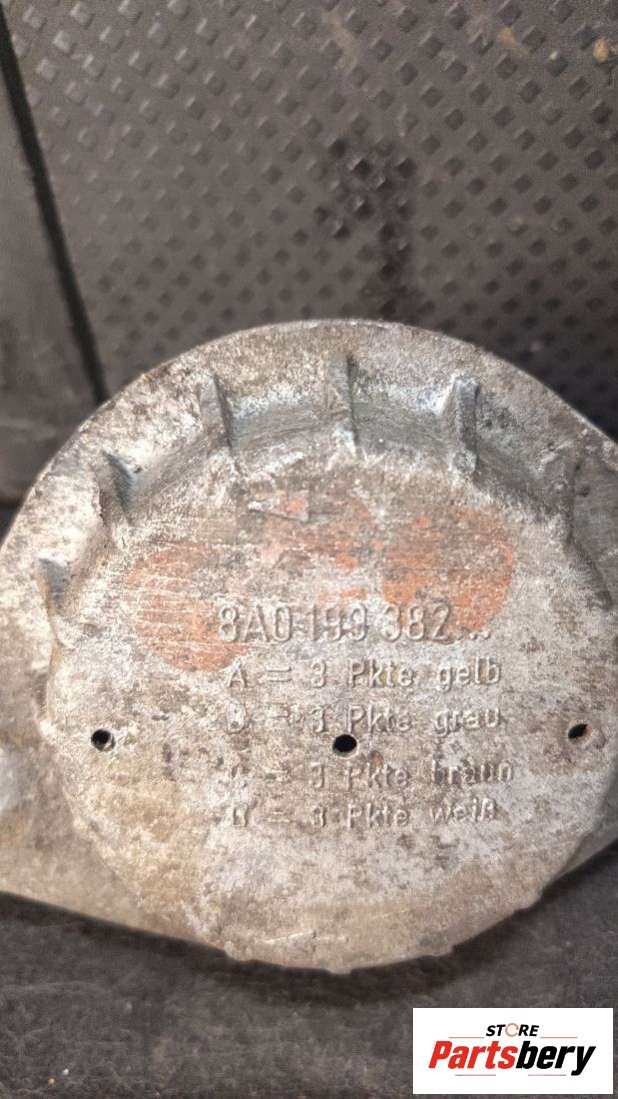 8A0 199 382...
A = 3 Pkte gelb
B = 3 Pkte grau
C = 3 Pkte braun
D = 3 Pkte weiß
STORE
Partsbery